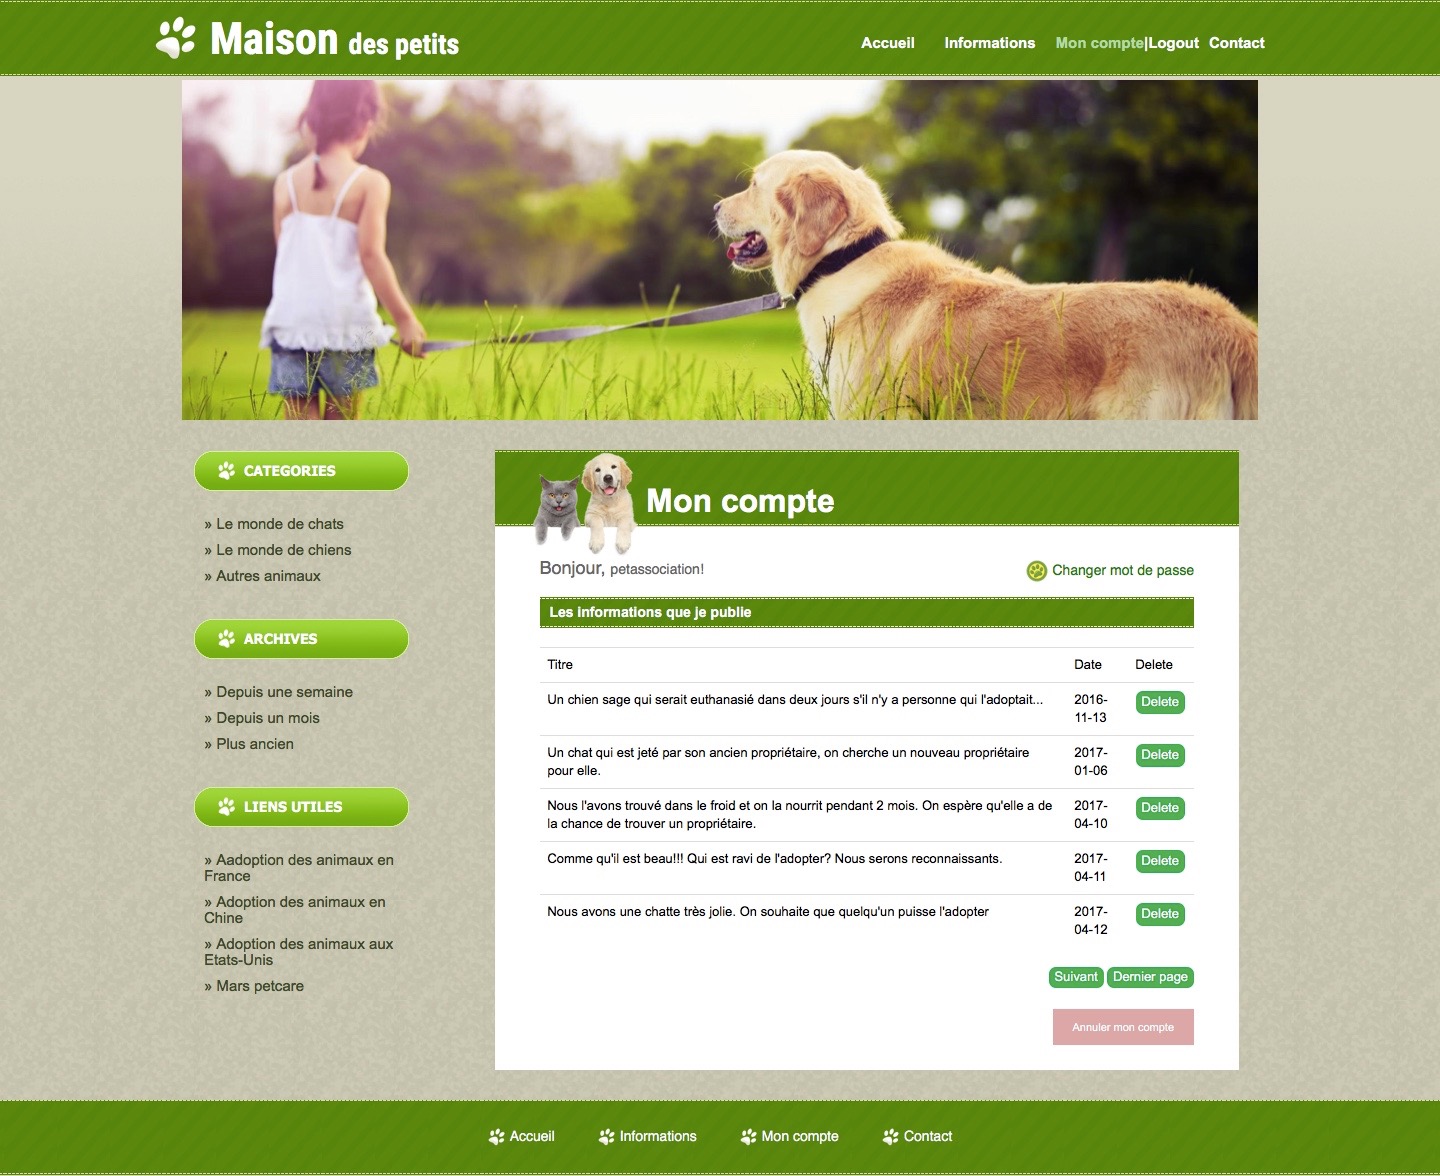 Maison des petits
Accueil Informations Mon compte|Logout Contact
CATEGORIES
» Le monde de chats
» Le monde de chiens
» Autres animaux
ARCHIVES
» Depuis une semaine
» Depuis un mois
» Plus ancien
LIENS UTILES
» Aadoption des animaux en
France
» Adoption des animaux en
Chine
» Adoption des animaux aux
Etats-Unis
» Mars petcare
Mon compte
Bonjour, petassociation!
Changer mot de passe
Les informations que je publie
Titre Date Delete
Un chien sage qui serait euthanasié dans deux jours s'il n'y a personne qui l'adoptait... 2016- Delete
11-13
Un chat qui est jeté par son ancien propriétaire, on cherche un nouveau propriétaire 2017- Delete
pour elle. 01-06
Nous l'avons trouvé dans le froid et on la nourrit pendant 2 mois. On espère qu'elle a de 2017- Delete
la chance de trouver un propriétaire. 04-10
Comme qu'il est beau!!! Qui est ravi de l'adopter? Nous serons reconnaissants. 2017- Delete
04-11
Nous avons une chatte très jolie. On souhaite que quelqu'un puisse l'adopter 2017- Delete
04-12
Suivant Dernier page
Annuler mon compte
Accueil Informations Mon compte Contact